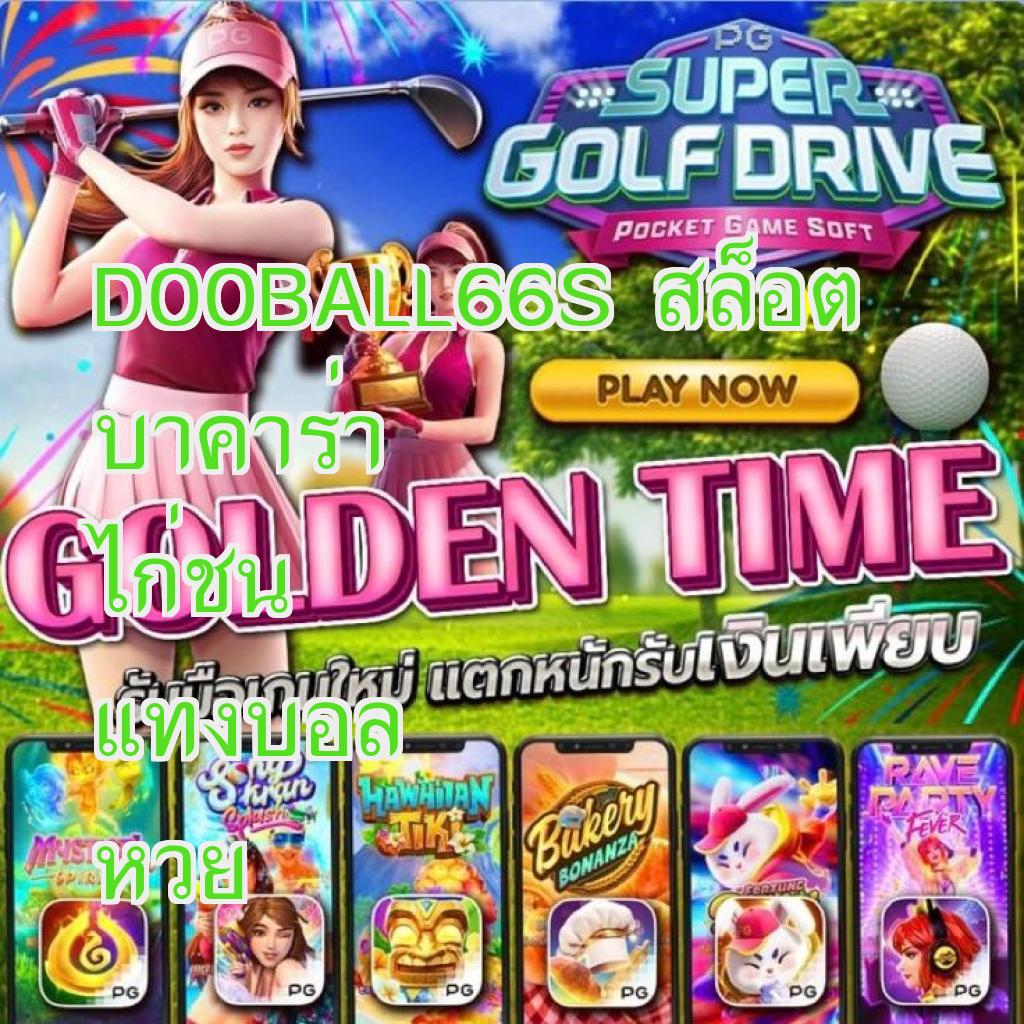 PG
PG
SUPER
GOLF DRIVE
POCKET GAME SOFT
DOOBALL66S สล็อต
PLAY NOW
บาคาร่า
GOLDEN TIME
ไก่ชน
แตกหนักรับเงินเพียบ
แทงบอล
Songkran
Splash
HAWAIIAN
TIKI
Bakery
BONANZA
RAVE
PARTY
FEVER
หวย
PG
PG
PG
PG
PG
PG